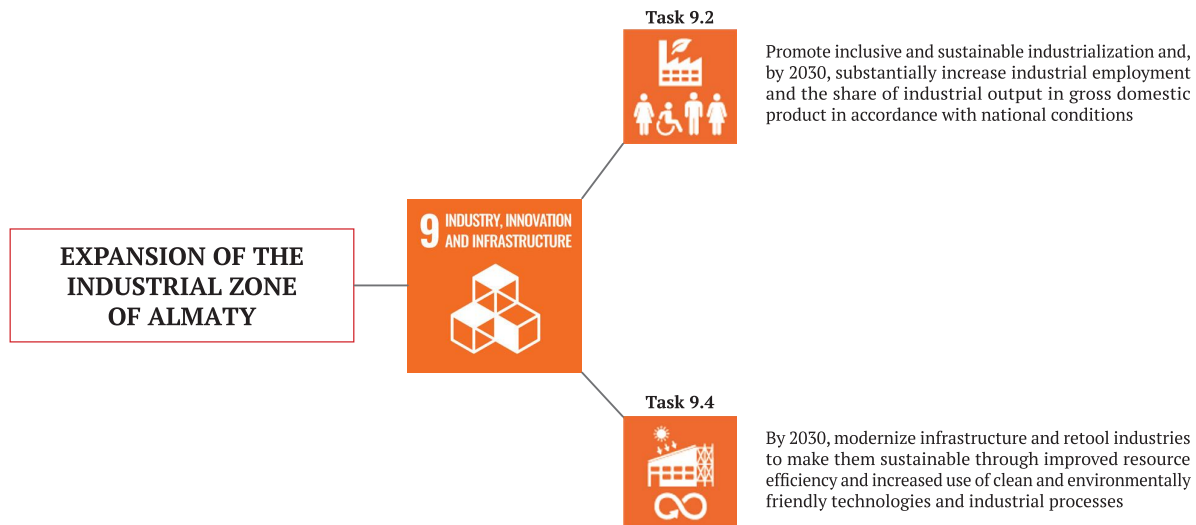 Task 9.2
Promote inclusive and sustainable industrialization and,
by 2030, substantially increase industrial employment
and the share of industrial output in gross domestic
product in accordance with national conditions
EXPANSION OF THE
INDUSTRIAL ZONE
OF ALMATY
9 INDUSTRY, INNOVATION
AND INFRASTRUCTURE
Task 9.4
By 2030, modernize infrastructure and retool industries
to make them sustainable through improved resource
efficiency and increased use of clean and environmentally
friendly technologies and industrial processes